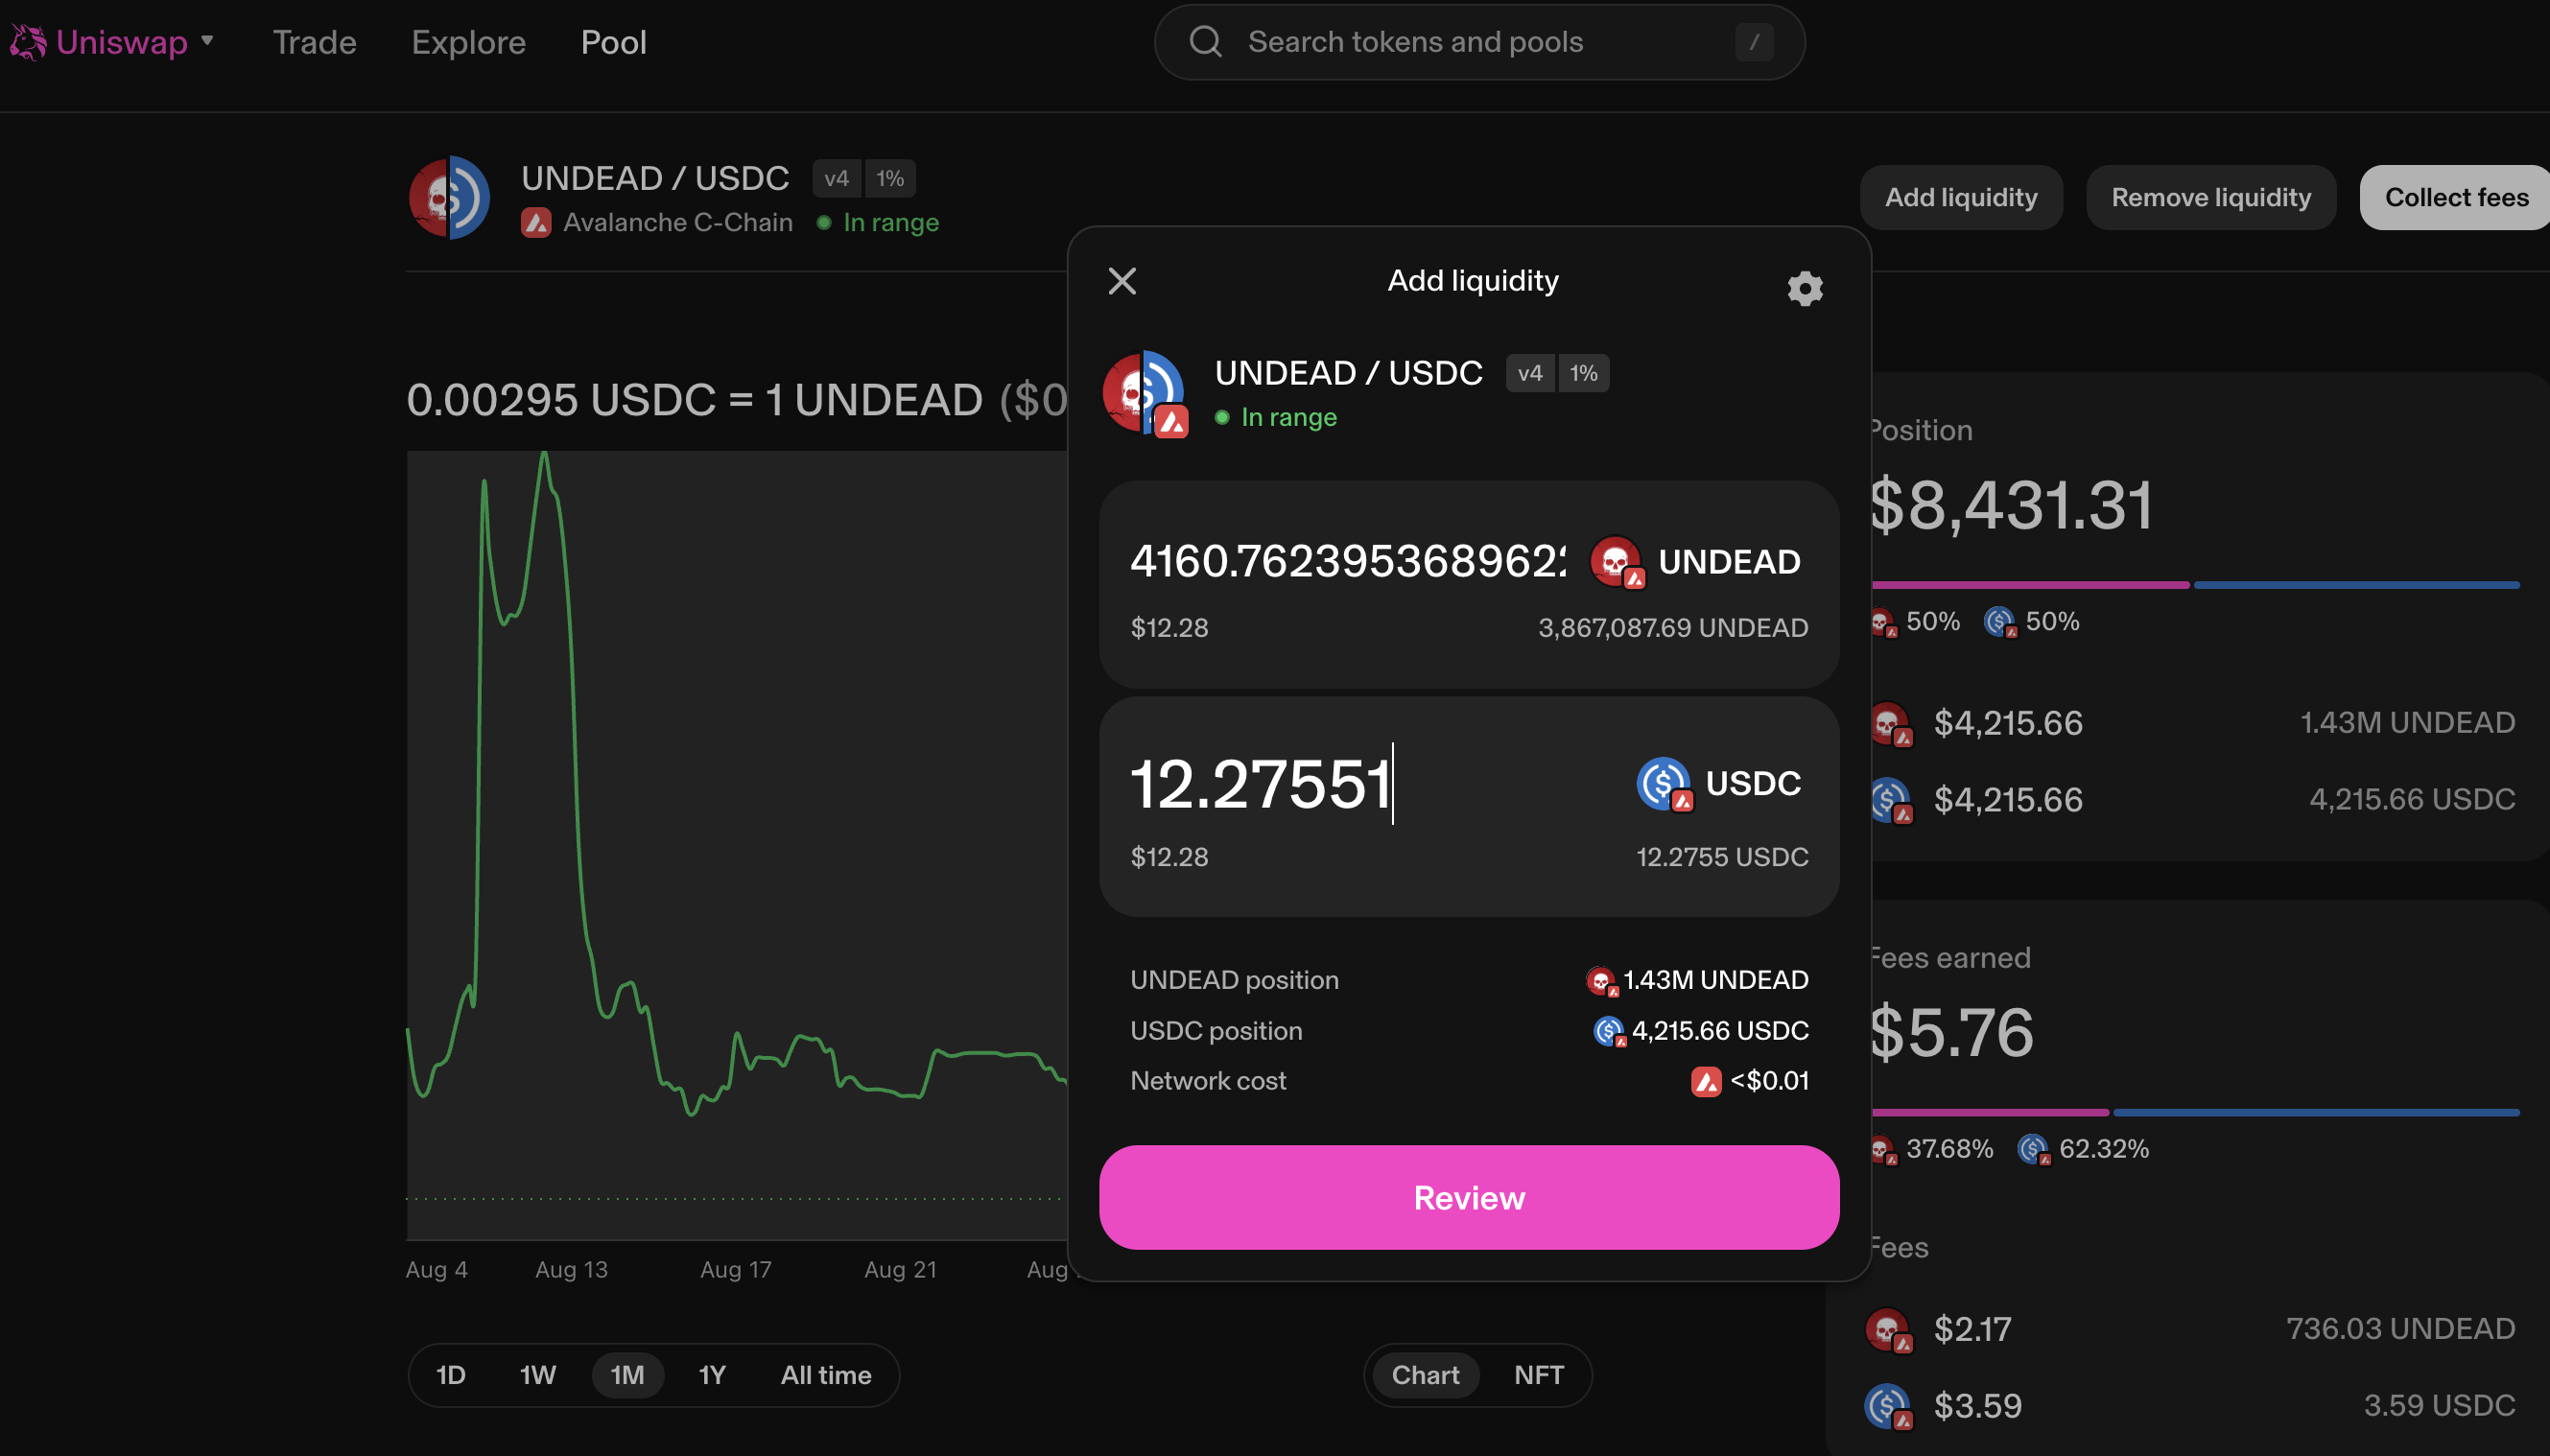 Uniswap
Trade
Explore
Pool
Search tokens and pools
/
UNDEAD / USDC v4 1%
Avalanche C-Chain In range
Add liquidity
Remove liquidity
Collect fees
0.00295 USDC = 1 UNDEAD ($0
Aug 4
Aug 13
Aug 17
Aug 21
Aug
1D
1W
1M
1Y
All time
Chart
NFT
Add liquidity
UNDEAD / USDC v4 1%
In range
4160.762395368962
UNDEAD
$12.28
3,867,087.69 UNDEAD
12.27551
USDC
$12.28
12.2755 USDC
UNDEAD position
1.43M UNDEAD
USDC position
4,215.66 USDC
Network cost
<$0.01
Review
Position
$8,431.31
50%
50%
$4,215.66
1.43M UNDEAD
$4,215.66
4,215.66 USDC
Fees earned
$5.76
37.68%
62.32%
Fees
$2.17
736.03 UNDEAD
$3.59
3.59 USDC